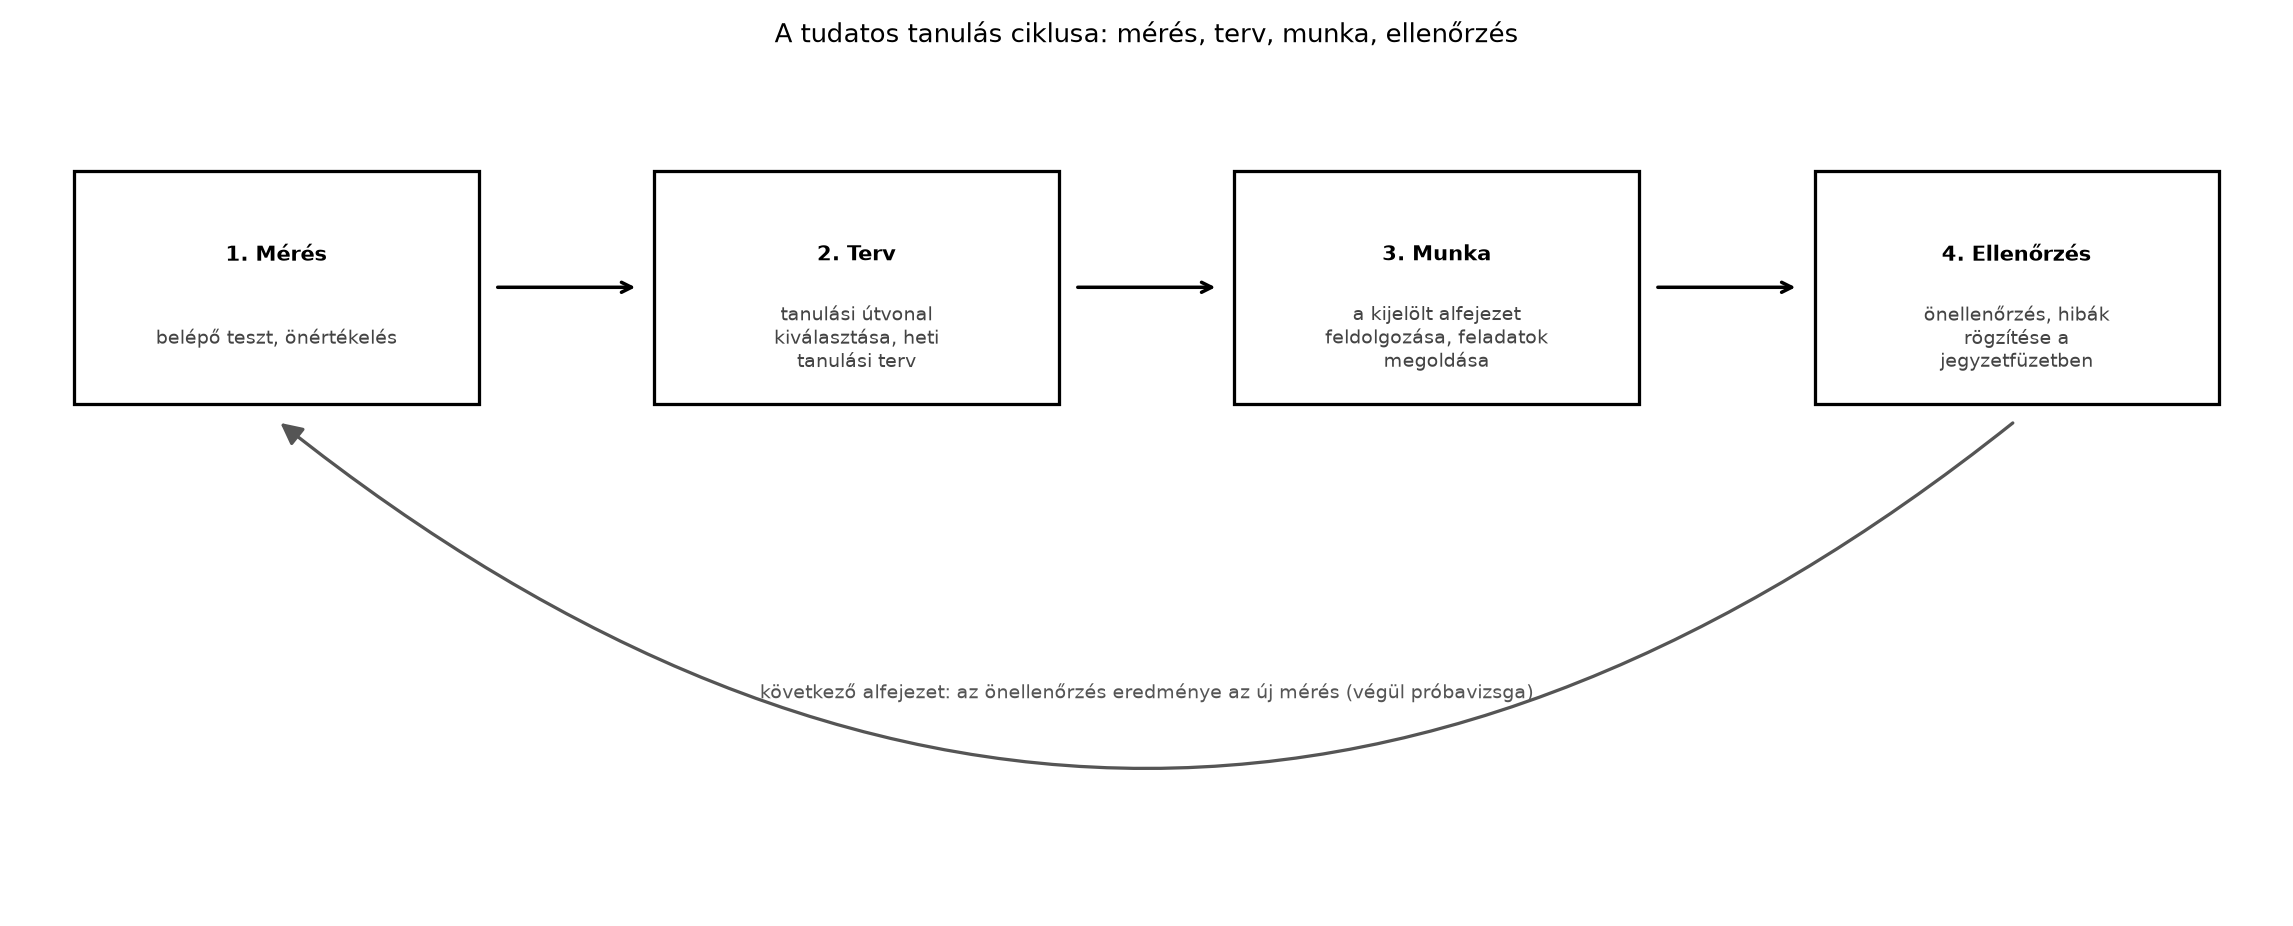 A tudatos tanulás ciklusa: mérés, terv, munka, ellenőrzés
1. Mérés
belépő teszt, önértékelés
2. Terv
tanulási útvonal
kiválasztása, heti
tanulási terv
3. Munka
a kijelölt alfejezet
feldolgozása, feladatok
megoldása
4. Ellenőrzés
önellenőrzés, hibák
rögzítése a
jegyzetfüzetben
következő alfejezet: az önellenőrzés eredménye az új mérés (végül próbavizsga)